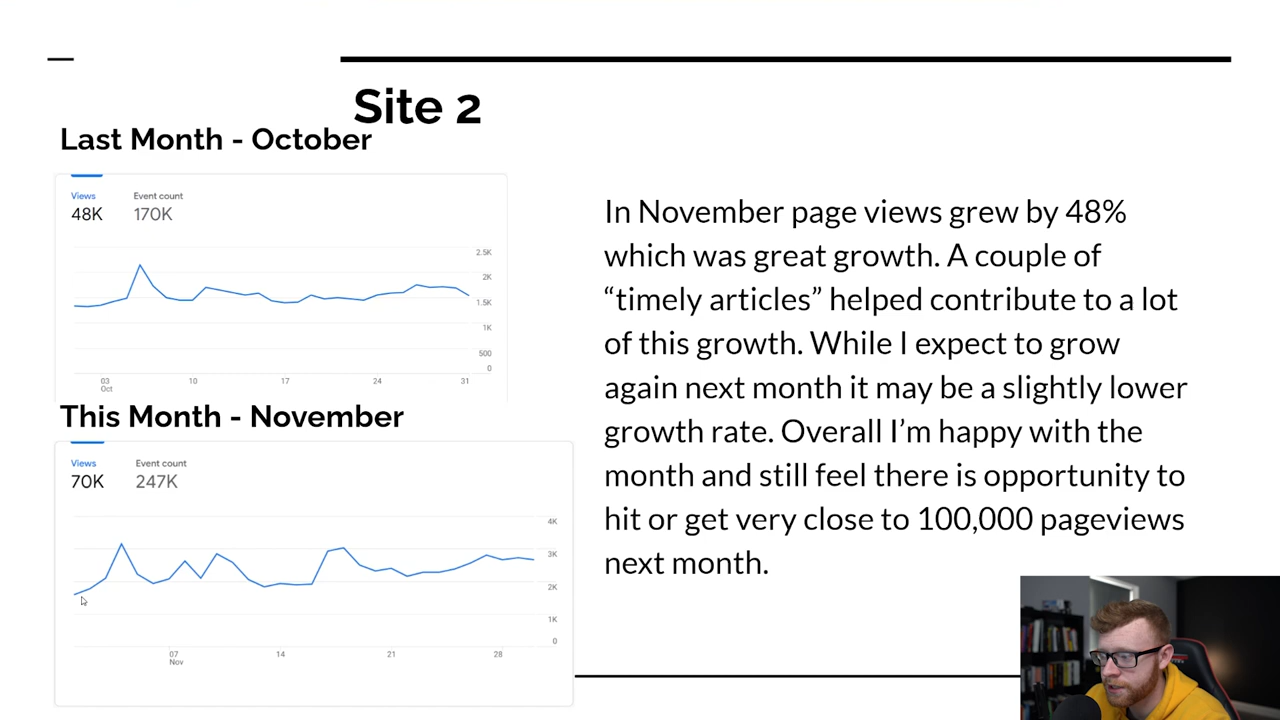 Site 2
Last Month - October
Views
Event count
48K
170K
2.5K
2K
1.5K
1K
500
0
03
10
17
24
31
Oct
This Month - November
Views
Event count
70K
247K
4K
3K
2K
1K
0
07
14
21
28
Nov
In November page views grew by 48%
which was great growth. A couple of
“timely articles” helped contribute to a lot
of this growth. While I expect to grow
again next month it may be a slightly lower
growth rate. Overall I’m happy with the
month and still feel there is opportunity to
hit or get very close to 100,000 pageviews
next month.